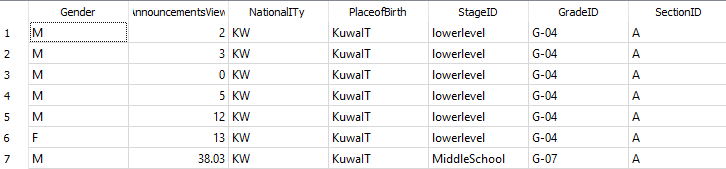 Gender AnnouncementsView NationalITy PlaceofBirth StageID GradeID SectionID
1 M 2 KW KuwaIT lowerlevel G-04 A
2 M 3 KW KuwaIT lowerlevel G-04 A
3 M 0 KW KuwaIT lowerlevel G-04 A
4 M 5 KW KuwaIT lowerlevel G-04 A
5 M 12 KW KuwaIT lowerlevel G-04 A
6 F 13 KW KuwaIT lowerlevel G-04 A
7 M 38.03 KW KuwaIT MiddleSchool G-07 A